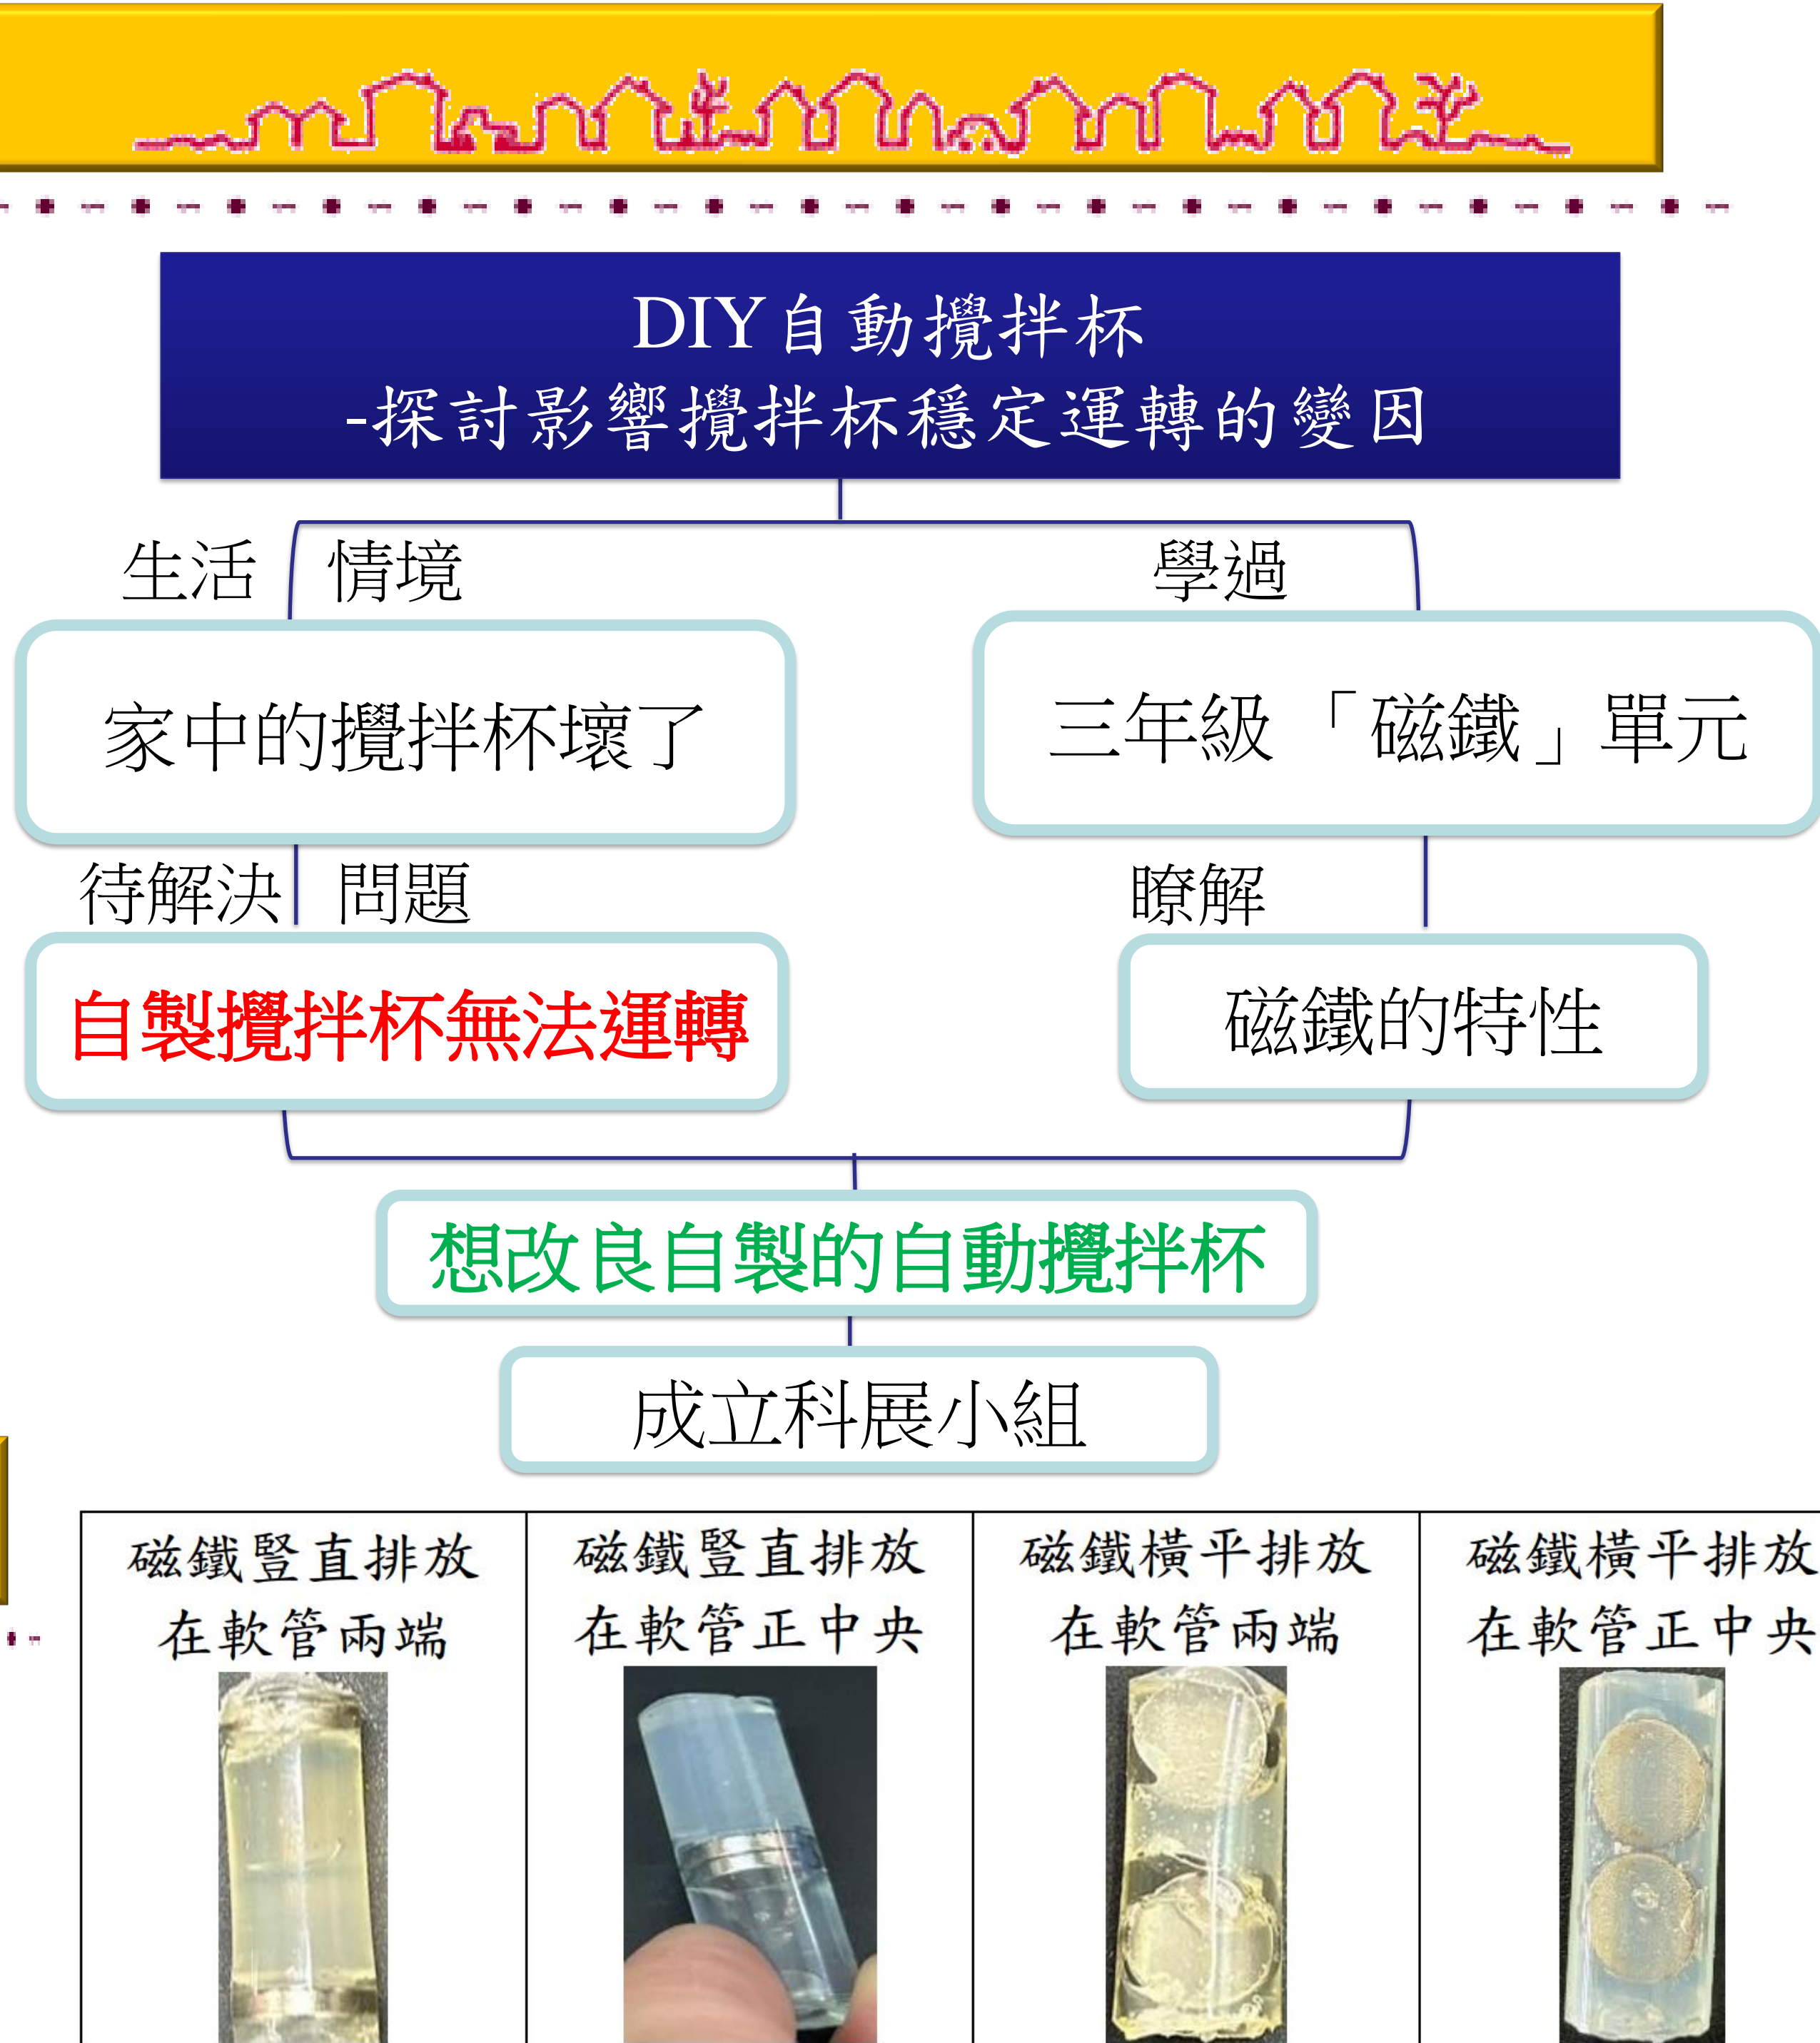 DIY自動攪拌杯
-探討影響攪拌杯穩定運轉的變因
生活 情境
學過
家中的攪拌杯壞了
三年級「磁鐵」單元
待解決 問題
瞭解
自製攪拌杯無法運轉
磁鐵的特性
想改良自製的自動攪拌杯
成立科展小組
磁鐵豎直排放
在軟管兩端
磁鐵豎直排放
在軟管正中央
磁鐵橫平排放
在軟管兩端
磁鐵橫平排放
在軟管正中央